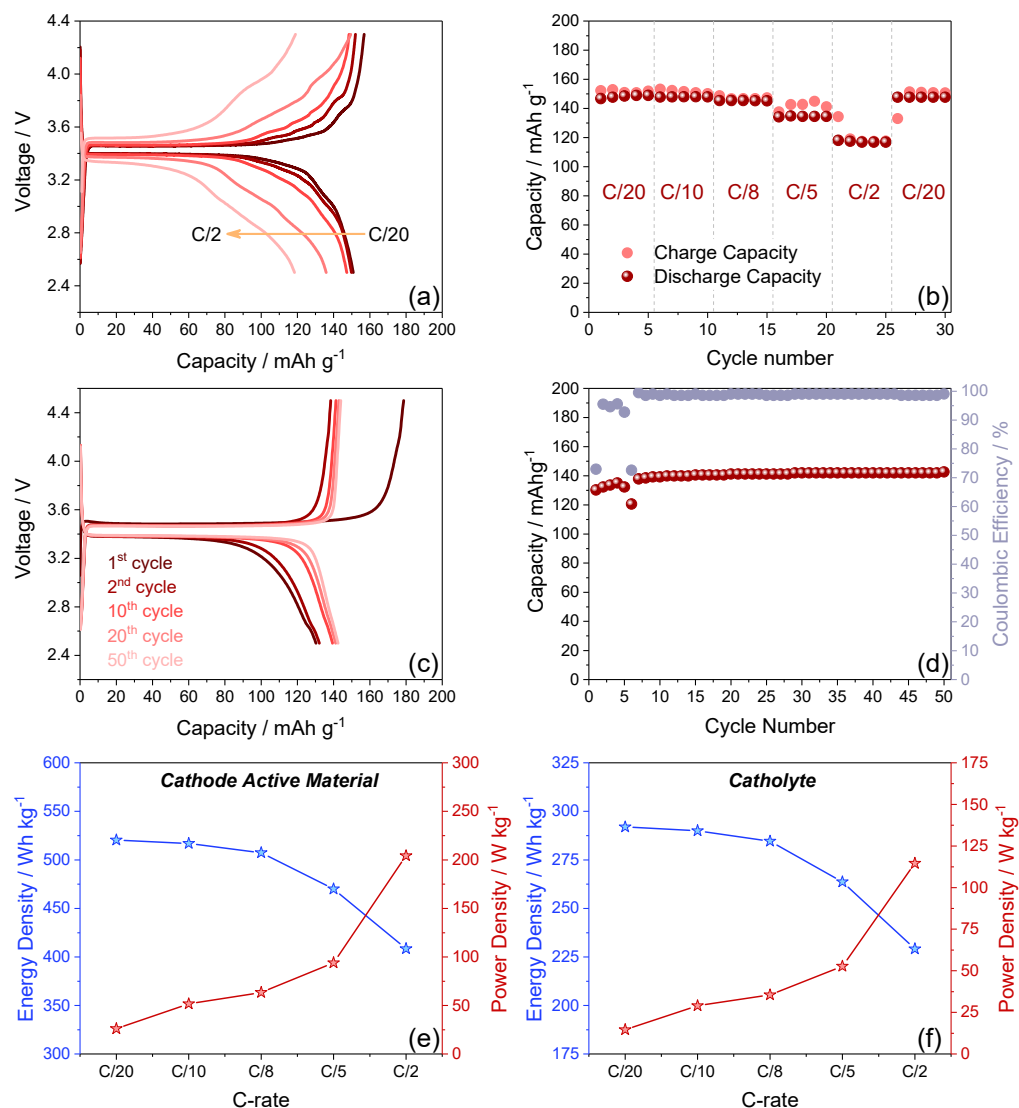 4.4
4.0
3.6
3.2
2.8
2.4
Voltage / V
C/2
C/20
(a)
0 20 40 60 80 100 120 140 160 180 200
Capacity / mAh g⁻¹
200
180
160
140
120
100
80
60
40
20
0
Capacity / mAh g⁻¹
C/20 C/10 C/8 C/5 C/2 C/20
Charge Capacity
Discharge Capacity
(b)
0 5 10 15 20 25 30
Cycle number
4.4
4.0
3.6
3.2
2.8
2.4
Voltage / V
1st cycle
2nd cycle
10th cycle
20th cycle
50th cycle
(c)
0 20 40 60 80 100 120 140 160 180 200
Capacity / mAh g⁻¹
200
180
160
140
120
100
80
60
40
20
0
Capacity / mAhg⁻¹
100
90
80
70
60
50
40
30
20
10
0
Coulombic Efficiency / %
(d)
0 5 10 15 20 25 30 35 40 45 50
Cycle Number
600
550
500
450
400
350
300
Energy Density / Wh kg⁻¹
Cathode Active Material
300
250
200
150
100
50
0
Power Density / W kg⁻¹
(e)
C/20 C/10 C/8 C/5 C/2
C-rate
325
300
275
250
225
200
175
Energy Density / Wh kg⁻¹
Catholyte
175
150
125
100
75
50
25
0
Power Density / W kg⁻¹
(f)
C/20 C/10 C/8 C/5 C/2
C-rate